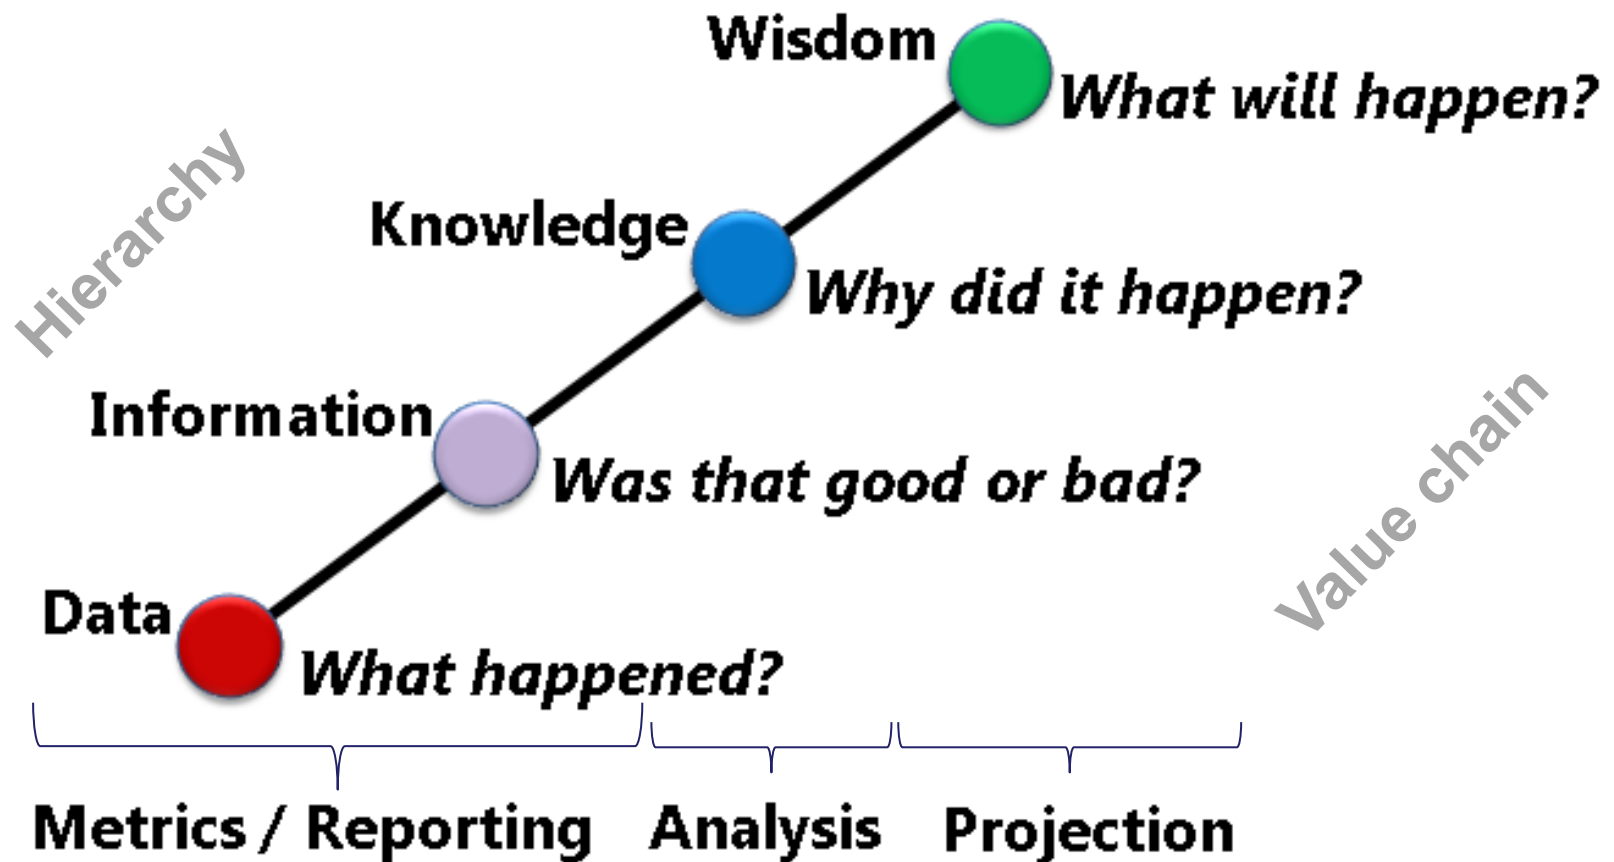 Wisdom
What will happen?
Hierarchy
Knowledge
Why did it happen?
Information
Was that good or bad?
Value chain
Data
What happened?
Metrics / Reporting
Analysis
Projection